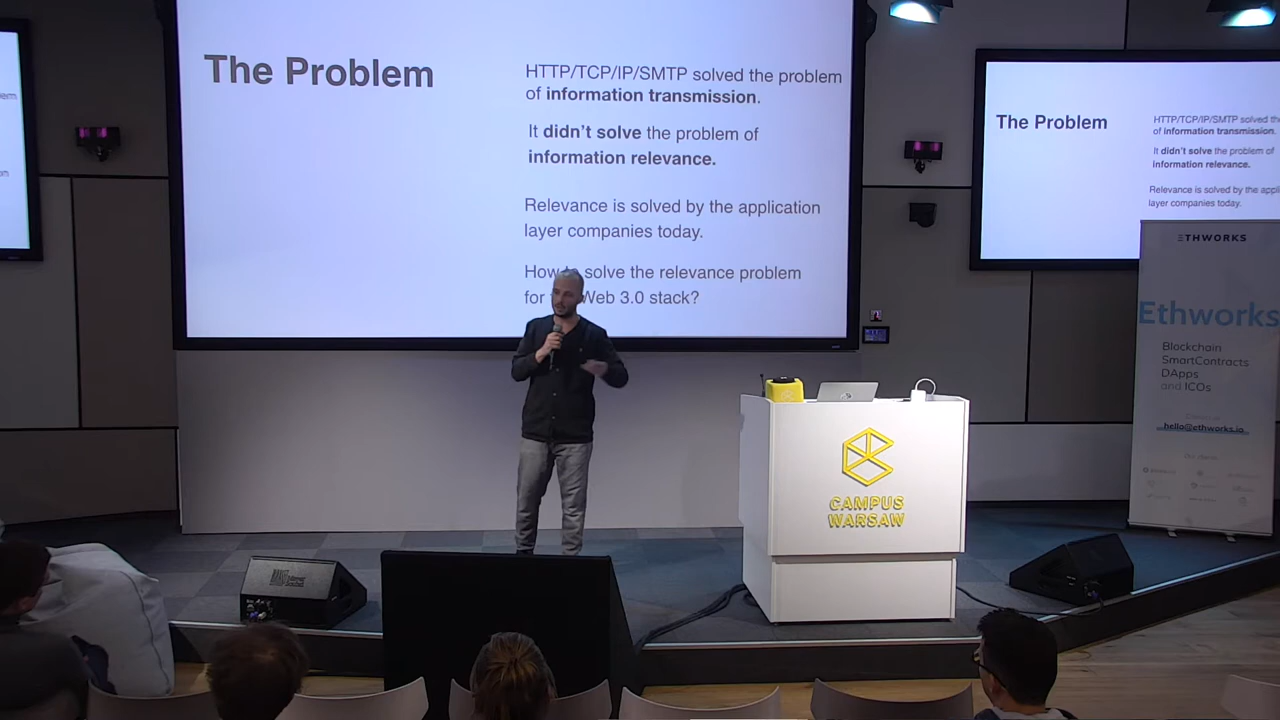 The Problem
HTTP/TCP/IP/SMTP solved the problem
of information transmission.
It didn't solve the problem of
information relevance.
Relevance is solved by the application
layer companies today.
How to solve the relevance problem
for Web 3.0 stack?
The Problem
HTTP/TCP/IP/SMTP solved the
of information transmission.
It didn't solve the problem of
information relevance.
Relevance is solved by the appli
layer companies today.
ETHWORKS
Ethworks
Blockchain
SmartContracts
DApps
and ICOs
hello@ethworks.io
CAMPUS
WARSAW